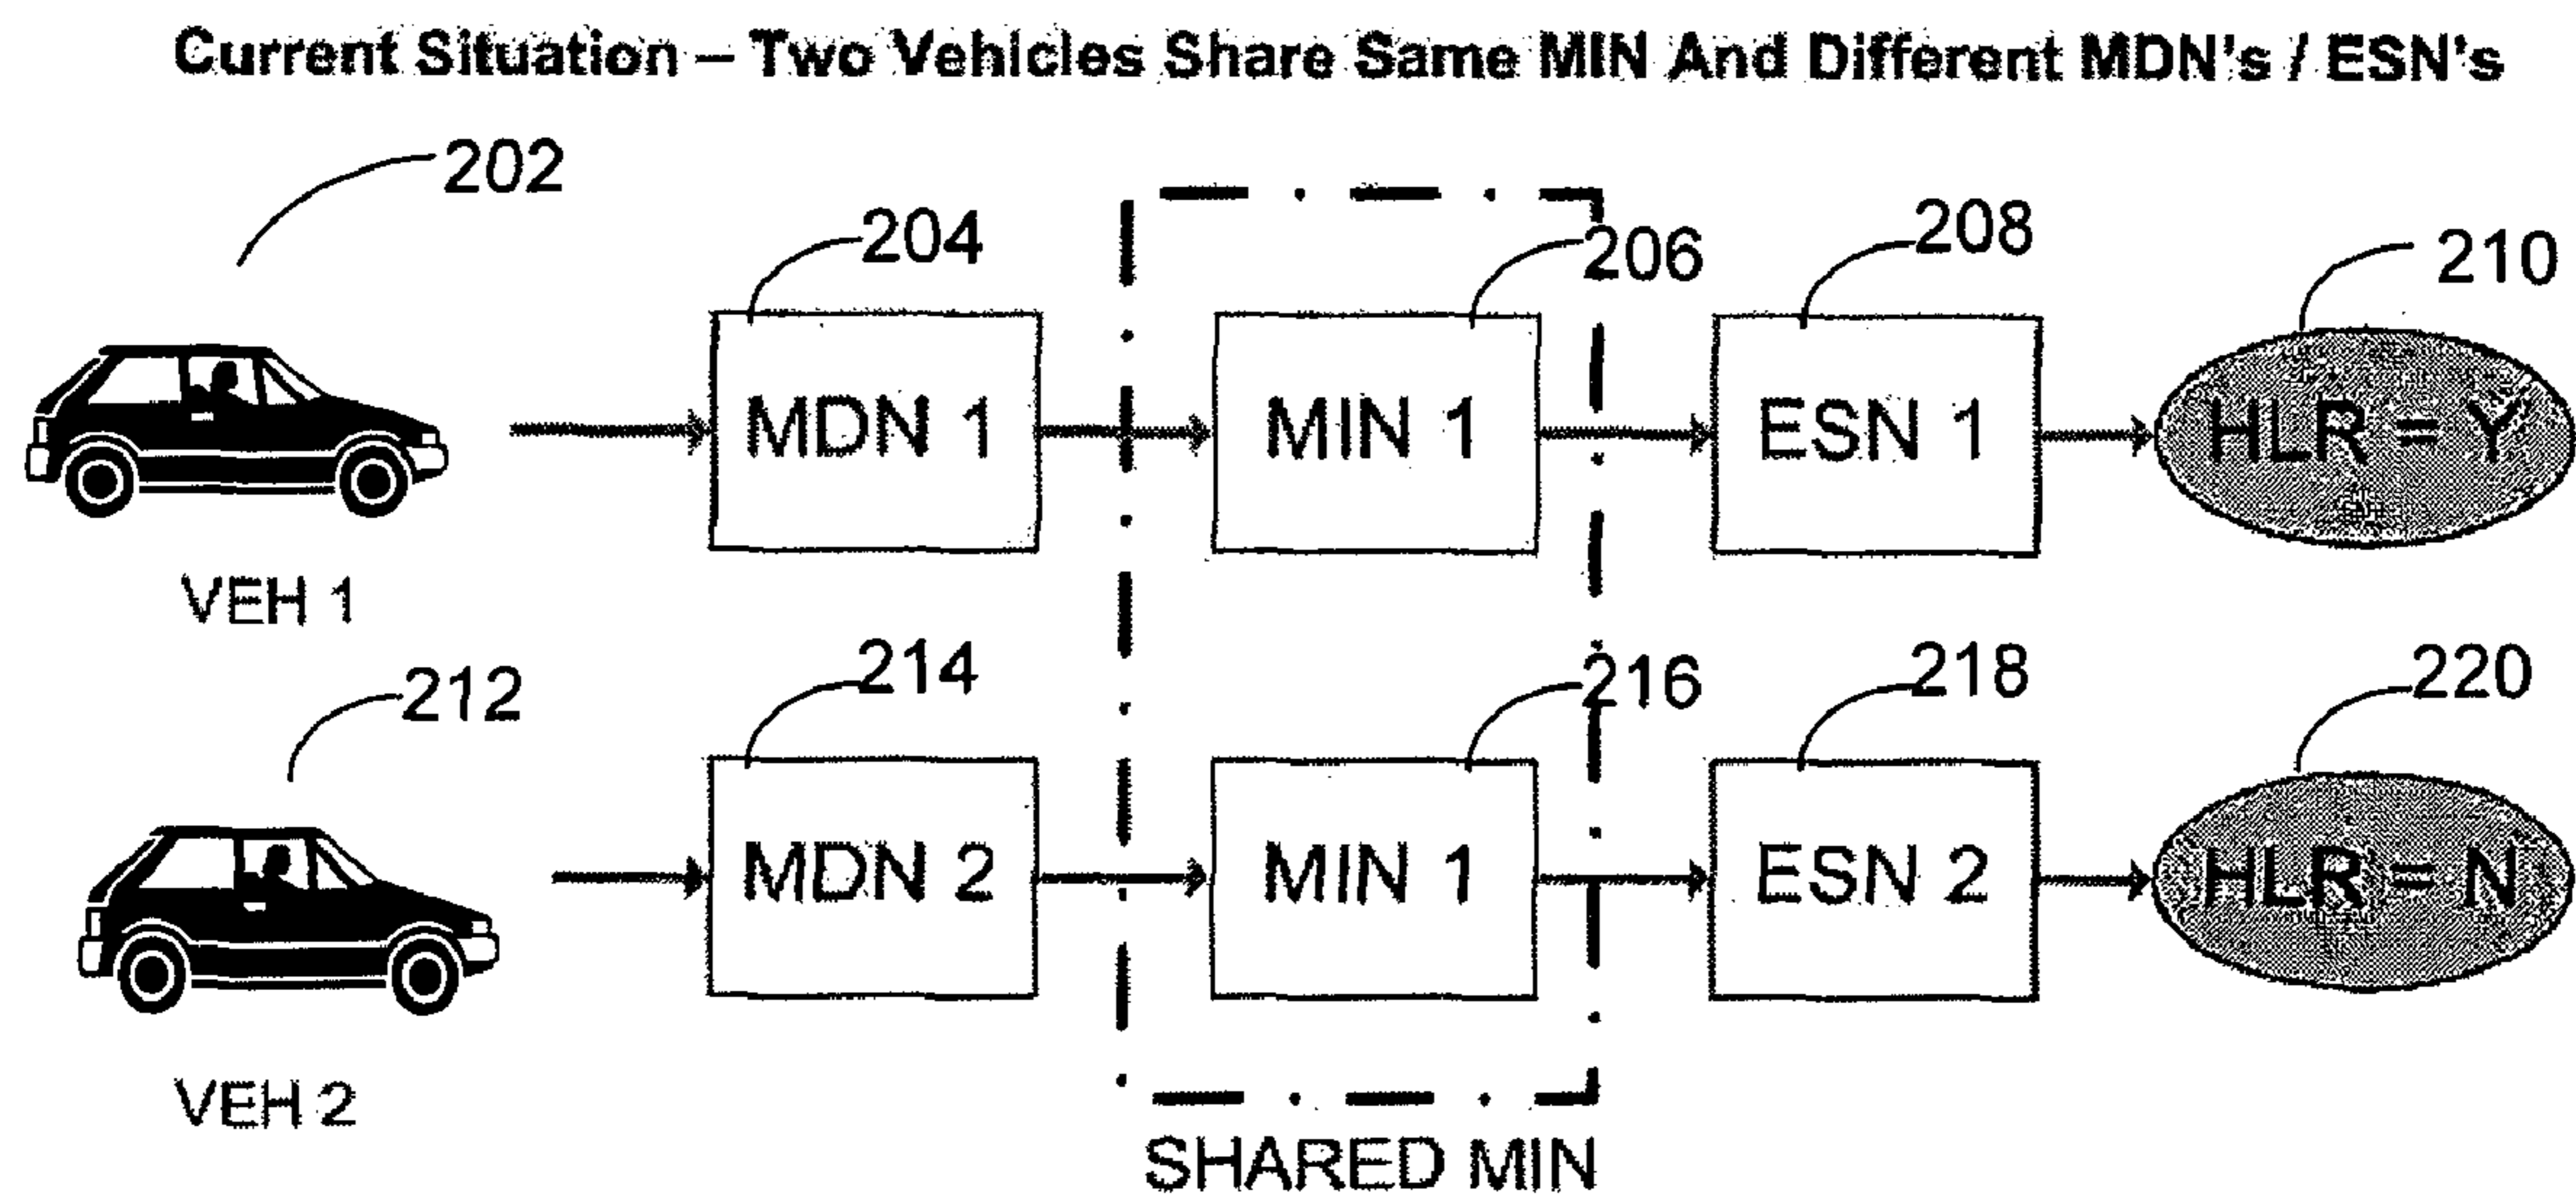 Current Situation – Two Vehicles Share Same MIN And Different MDN's / ESN's
202
204
206
208
210
MDN 1
MIN 1
ESN 1
HLR = Y
VEH 1
212
214
216
218
220
MDN 2
MIN 1
ESN 2
HLR = N
VEH 2
SHARED MIN